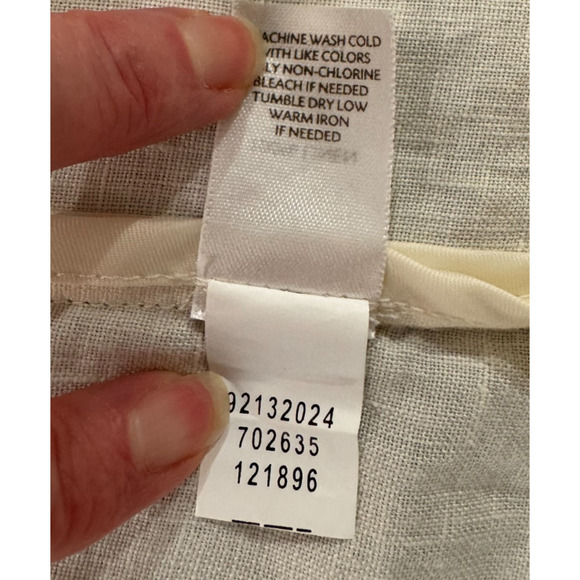 ACHINE WASH COLD
WITH LIKE COLORS
LY NON-CHLORINE
BLEACH IF NEEDED
TUMBLE DRY LOW
WARM IRON
IF NEEDED
92132024
702635
121896